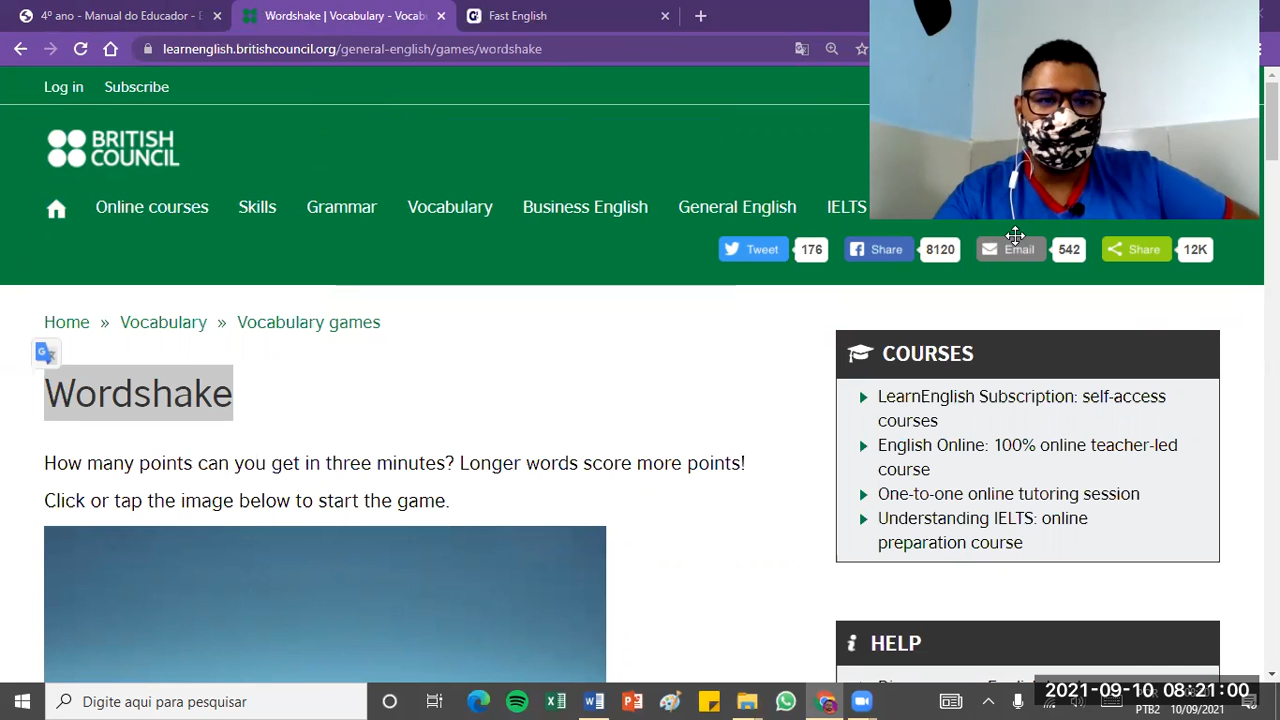 4º ano - Manual do Educador - E
Wordshake | Vocabulary - Vocab
Fast English
learnenglish.britishcouncil.org/general-english/games/wordshake
Log in Subscribe
BRITISH
COUNCIL
Online courses Skills Grammar Vocabulary Business English General English IELTS
Tweet 176 Share 8120 Email 542 Share 12K
Home » Vocabulary » Vocabulary games
Wordshake
How many points can you get in three minutes? Longer words score more points!
Click or tap the image below to start the game.
COURSES
LearnEnglish Subscription: self-access
courses
English Online: 100% online teacher-led
course
One-to-one online tutoring session
Understanding IELTS: online
preparation course
HELP
Digite aqui para pesquisar
2021-09-10 08:21:00
PTB2 10/09/2021